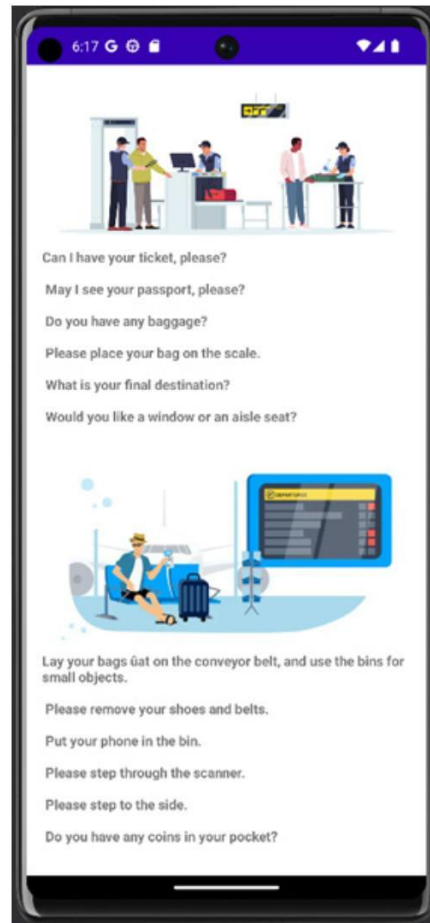 6:17 G
DEPARTURES
Can I have your ticket, please?
May I see your passport, please?
Do you have any baggage?
Please place your bag on the scale.
What is your final destination?
Would you like a window or an aisle seat?
Lay your bags ûat on the conveyor belt, and use the bins for
small objects.
Please remove your shoes and belts.
Put your phone in the bin.
Please step through the scanner.
Please step to the side.
Do you have any coins in your pocket?